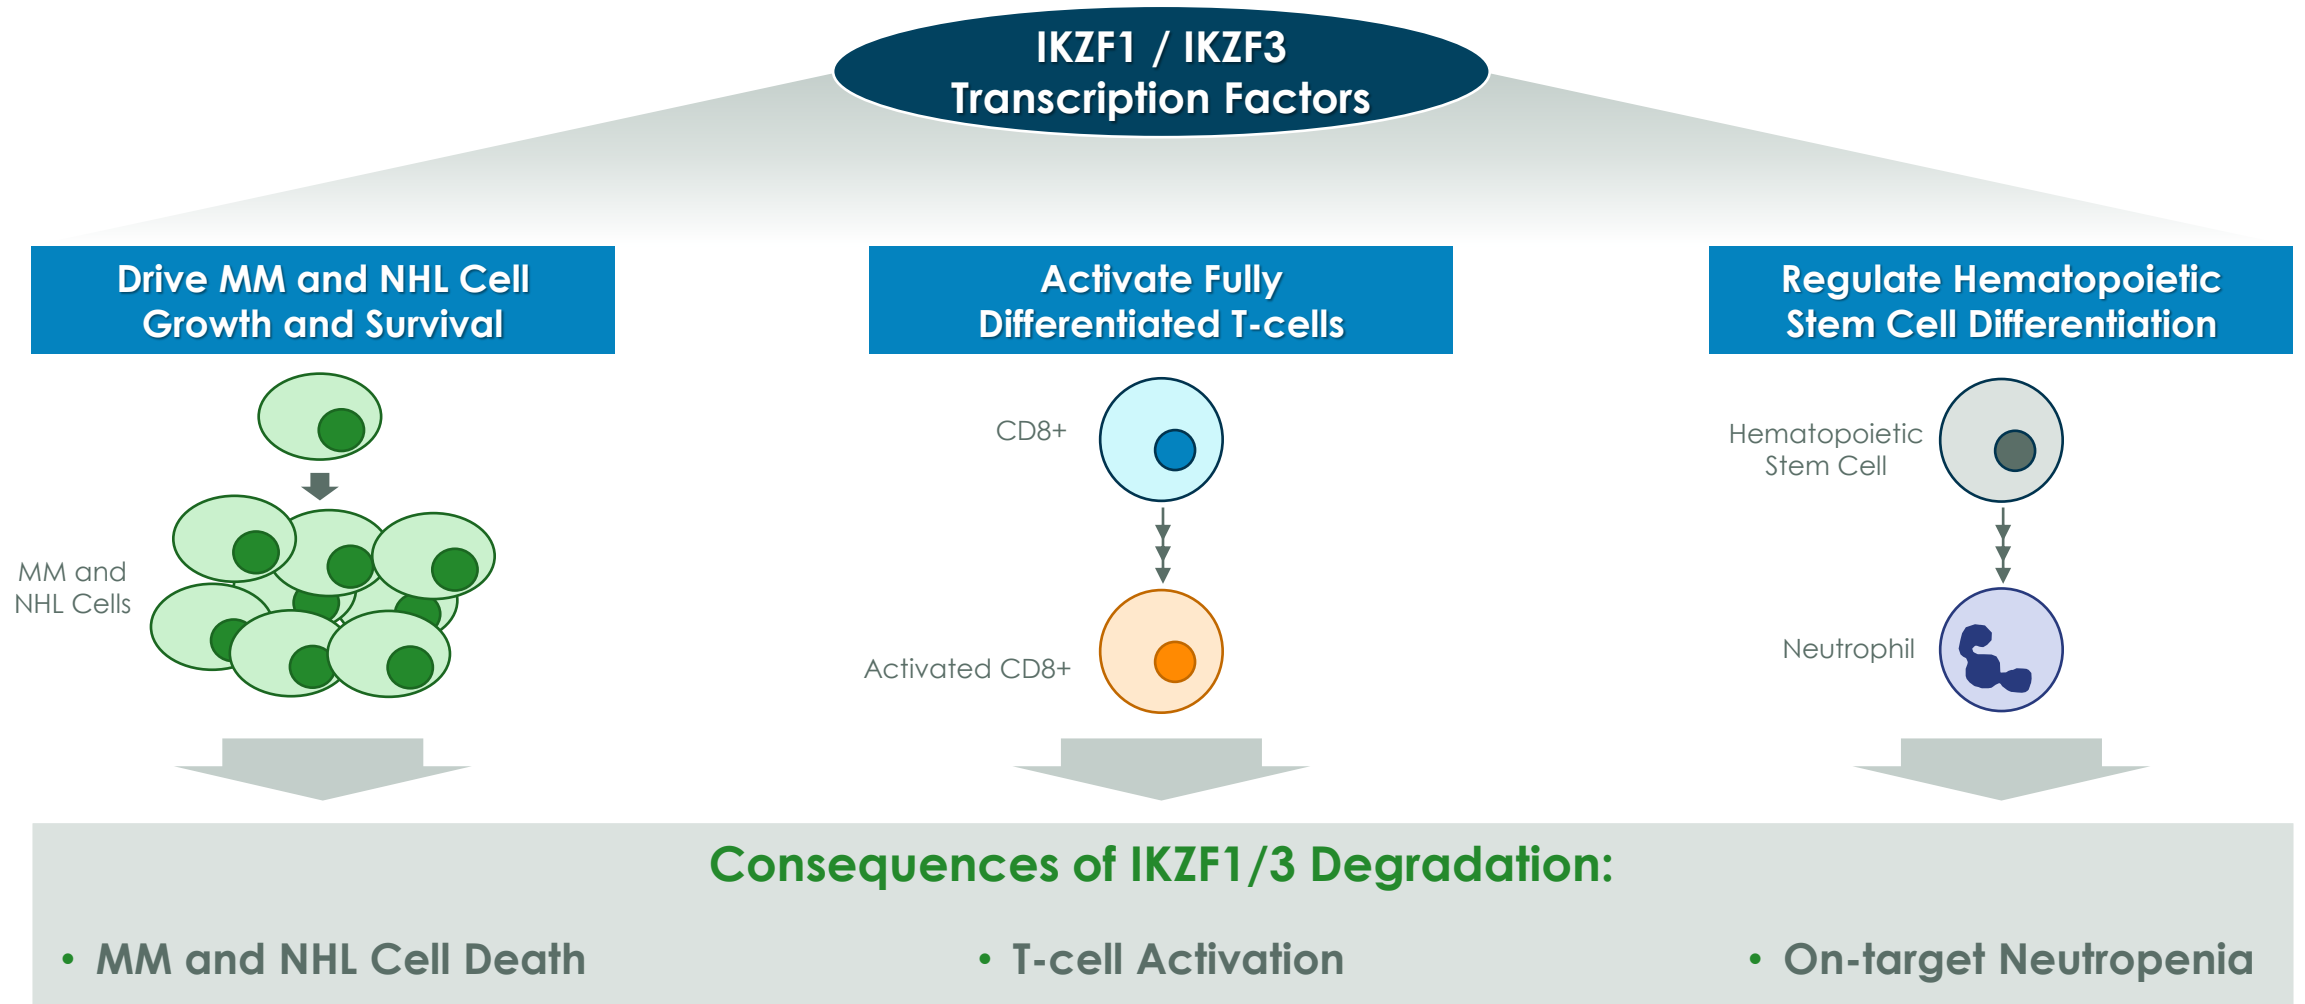 IKZF1 / IKZF3
Transcription Factors
Drive MM and NHL Cell
Growth and Survival
MM and
NHL Cells
Activate Fully
Differentiated T-cells
CD8+
Activated CD8+
Regulate Hematopoietic
Stem Cell Differentiation
Hematopoietic
Stem Cell
Neutrophil
Consequences of IKZF1/3 Degradation:
• MM and NHL Cell Death
• T-cell Activation
• On-target Neutropenia